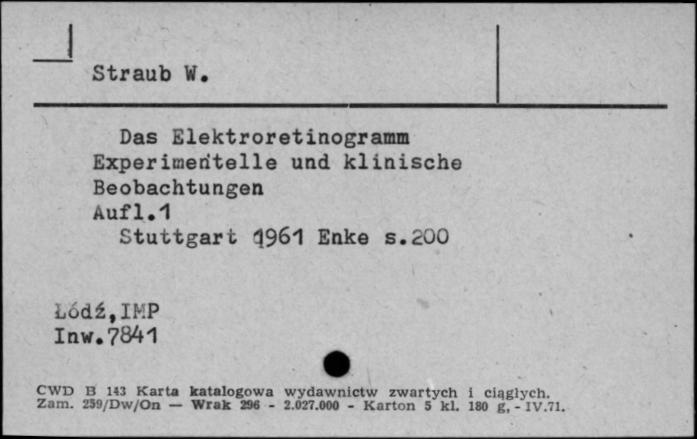 Straub W.
Das Elektroretinogramm
Experimentelle und klinische
Beobachtungen
Aufl.1
Stuttgart 1961 Enke s.200
Łódź,IMP
Inw.7841
CWD B 143 Karta katalogowa wydawnictw zwartych i ciągłych.
Zam. 259/Dw/On — Wrak 296 - 2.027.000 - Karton 5 kl. 180 g, - IV.71.